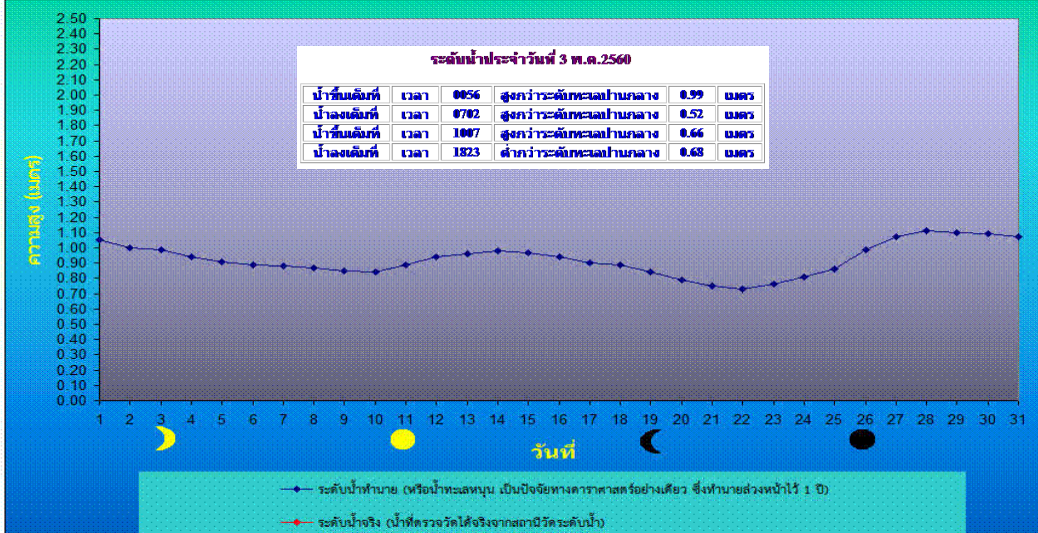 2.50
2.40
2.30
2.20
2.10
2.00
1.90
1.80
1.70
1.60
1.50
1.40
1.30
1.20
1.10
1.00
0.90
0.80
0.70
0.60
0.50
0.40
0.30
0.20
0.10
0.00
ความสูง (เมตร)
ระดับน้ำประจำวันที่ 3 พ.ค.2560
น้ำขึ้นเต็มที่ เวลา 0056 สูงกว่าระดับทะเลปานกลาง 0.99 เมตร
น้ำลงเต็มที่ เวลา 0702 สูงกว่าระดับทะเลปานกลาง 0.52 เมตร
น้ำขึ้นเต็มที่ เวลา 1007 สูงกว่าระดับทะเลปานกลาง 0.66 เมตร
น้ำลงเต็มที่ เวลา 1823 ต่ำกว่าระดับทะเลปานกลาง 0.68 เมตร
1 2 3 4 5 6 7 8 9 10 11 12 13 14 15 16 17 18 19 20 21 22 23 24 25 26 27 28 29 30 31
วันที่
ระดับน้ำทำนาย (หรือน้ำทะเลหนุน เป็นปัจจัยทางดาราศาสตร์อย่างเดียว ซึ่งทำนายล่วงหน้าไว้ 1 ปี)
ระดับน้ำจริง (น้ำที่ตรวจวัดได้จริงจากสถานีวัดระดับน้ำ)